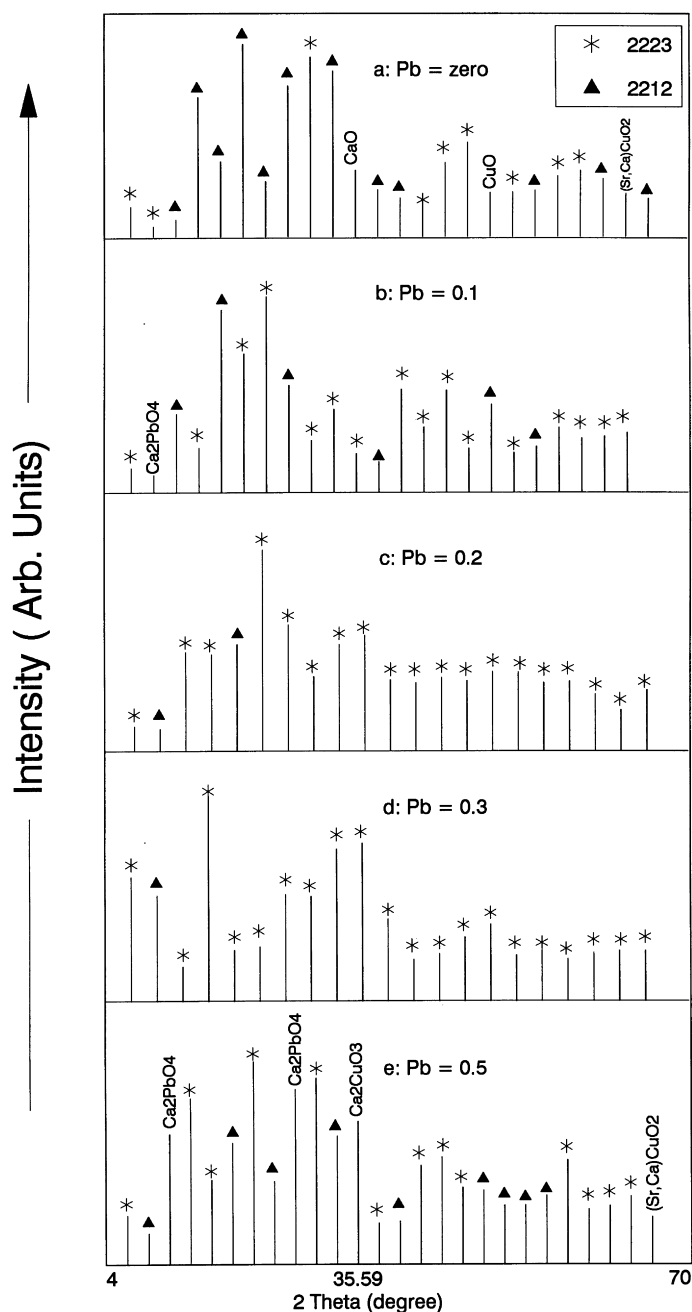 2223
2212
a: Pb = zero
CaO
CuO
(Sr,Ca)CuO2
b: Pb = 0.1
Ca2PbO4
c: Pb = 0.2
d: Pb = 0.3
e: Pb = 0.5
Ca2PbO4
Ca2PbO4
Ca2CuO3
(Sr,Ca)CuO2
Intensity ( Arb. Units)
4 35.59 70
2 Theta (degree)